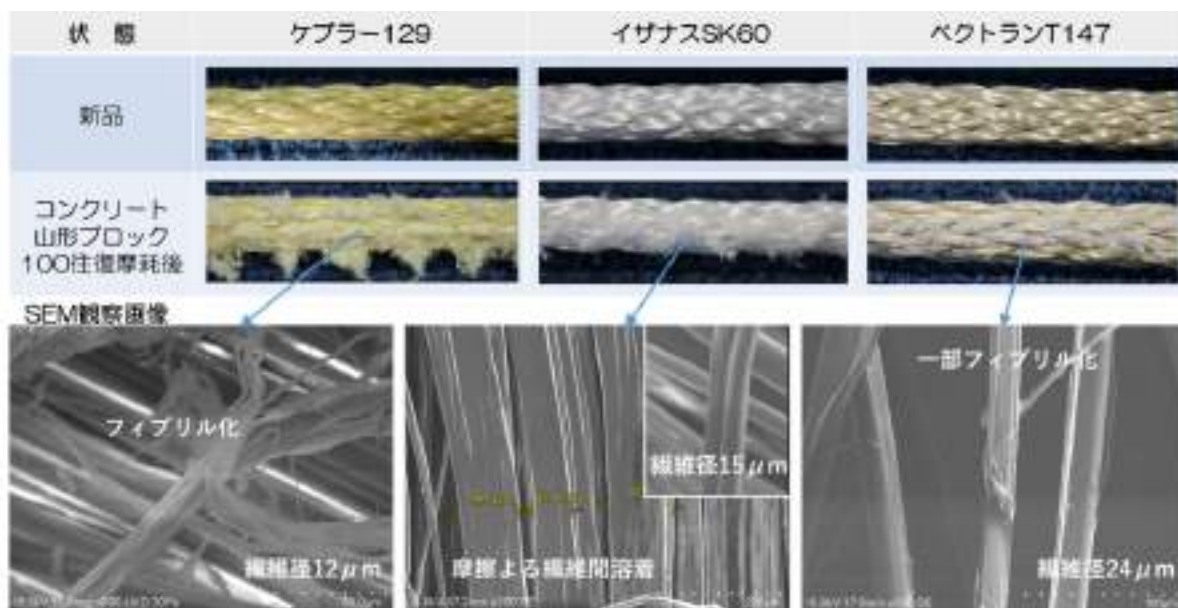 状 態
ケブラー129
イザナスSK60
ベクトランT147
新品
コンクリート
山形ブロック
100往復摩耗後
SEM観察画像
フィブリル化
繊維径12μm
繊維径15μm
摩擦よる繊維間溶着
一部フィブリル化
繊維径24μm